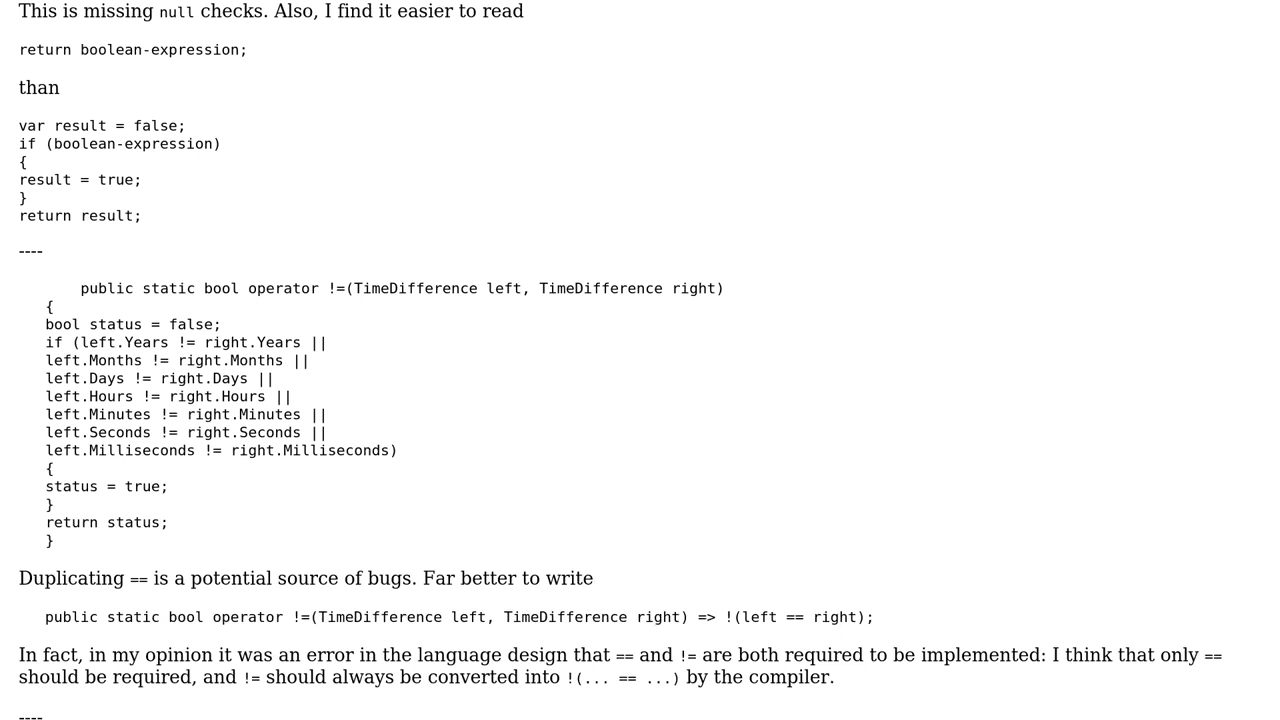 This is missing null checks. Also, I find it easier to read
return boolean-expression;
than
var result = false;
if (boolean-expression)
{
result = true;
}
return result;
----
public static bool operator !=(TimeDifference left, TimeDifference right)
{
bool status = false;
if (left.Years != right.Years ||
left.Months != right.Months ||
left.Days != right.Days ||
left.Hours != right.Hours ||
left.Minutes != right.Minutes ||
left.Seconds != right.Seconds ||
left.Milliseconds != right.Milliseconds)
{
status = true;
}
return status;
}
Duplicating == is a potential source of bugs. Far better to write
public static bool operator !=(TimeDifference left, TimeDifference right) => !(left == right);
In fact, in my opinion it was an error in the language design that == and != are both required to be implemented: I think that only ==
should be required, and != should always be converted into !(... == ...) by the compiler.
----